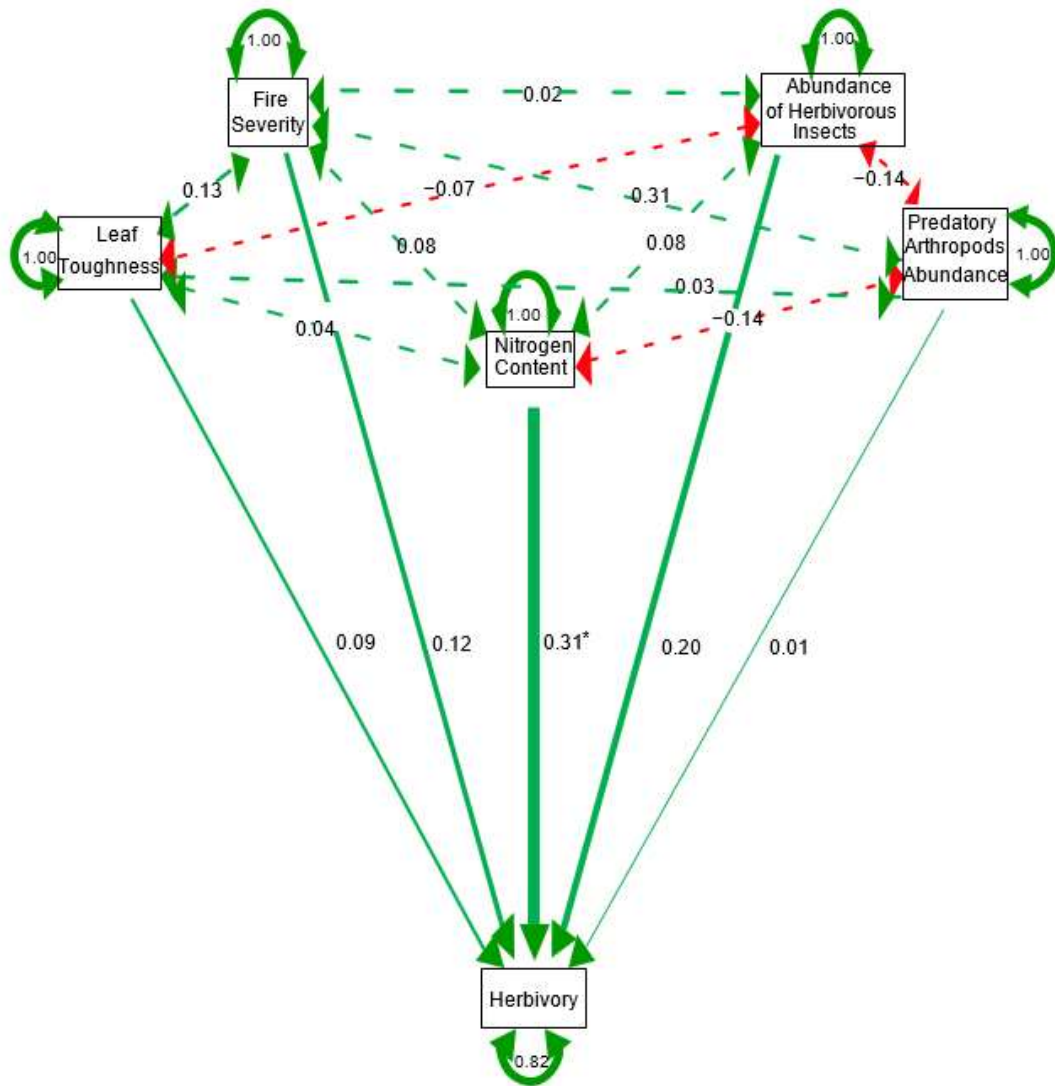 1.00
1.00
Fire
Severity
0.02
Abundance
of Herbivorous
Insects
0.13
−0.07
0.31
−0.14
Leaf
Toughness
1.00
Predatory
Arthropods
Abundance
1.00
0.08
0.08
0.03
0.04
1.00
−0.14
Nitrogen
Content
0.09
0.12
0.31*
0.20
0.01
Herbivory
0.82